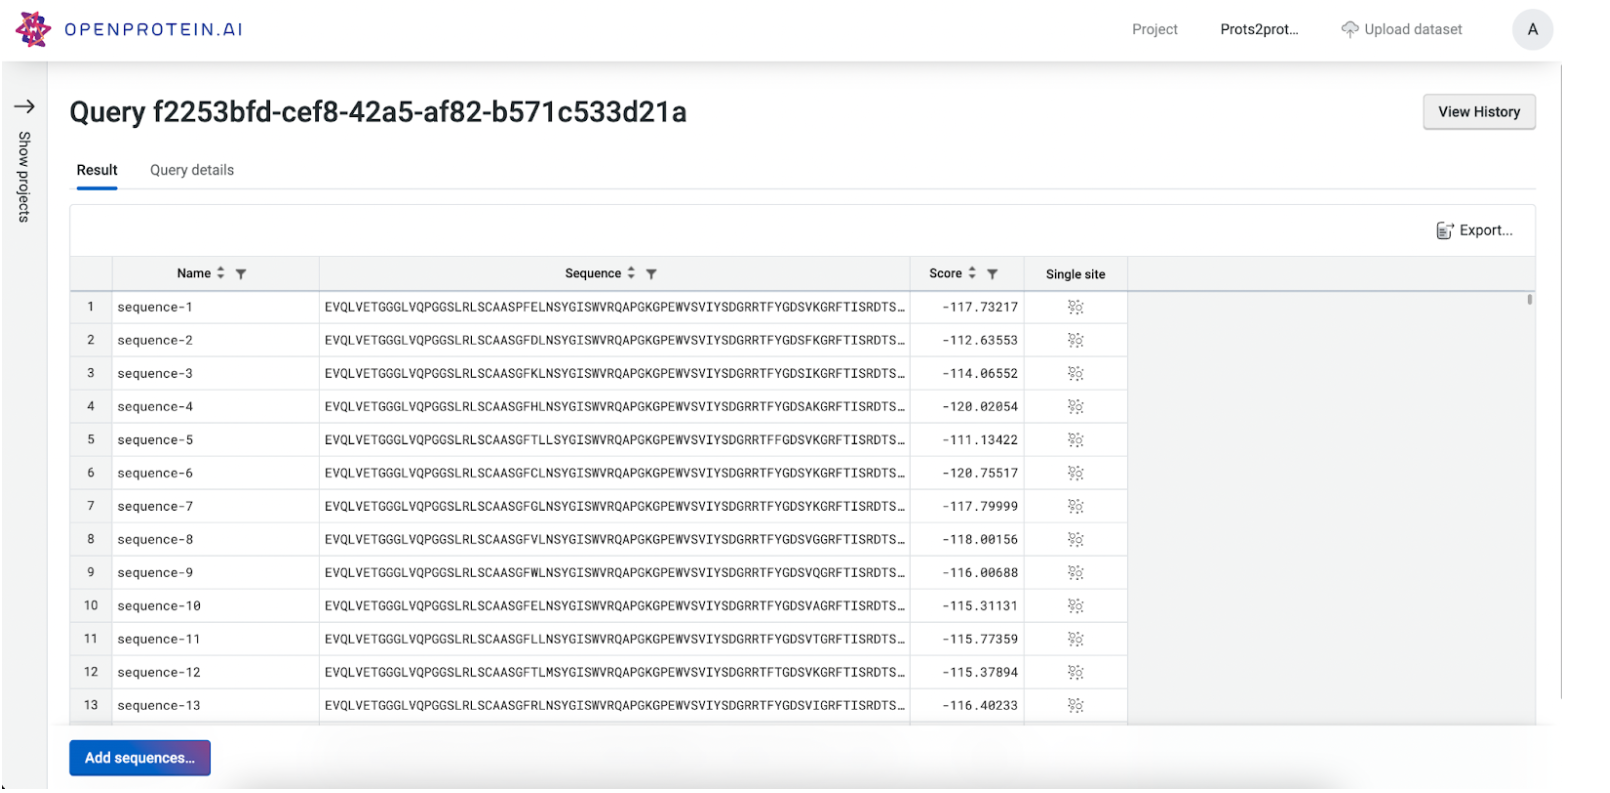 OPENPROTEIN.AI Project Prots2prot... Upload dataset A
Show projects
Query f2253bfd-cef8-42a5-af82-b571c533d21a View History
Result Query details
Export...
Name Sequence Score Single site
1 sequence-1 EVQLVETGGGLVQPGGSLRLSCAASPFELNSYGISWVRQAPGKGPEWVSVIYSDGRRTFYGDSVKGRFTISRDTS... -117.73217
2 sequence-2 EVQLVETGGGLVQPGGSLRLSCAASGFDLNSYGISWVRQAPGKGPEWVSVIYSDGRRTFYGDSFKGRFTISRDTS... -112.63553
3 sequence-3 EVQLVETGGGLVQPGGSLRLSCAASGFKLNSYGISWVRQAPGKGPEWVSVIYSDGRRTFYGDSIKGRFTISRDTS... -114.06552
4 sequence-4 EVQLVETGGGLVQPGGSLRLSCAASGFHLNSYGISWVRQAPGKGPEWVSVIYSDGRRTFYGDSAKGRFTISRDTS... -120.02054
5 sequence-5 EVQLVETGGGLVQPGGSLRLSCAASGFTLLSYGISWVRQAPGKGPEWVSVIYSDGRRTFFGDSVKGRFTISRDTS... -111.13422
6 sequence-6 EVQLVETGGGLVQPGGSLRLSCAASGFCLNSYGISWVRQAPGKGPEWVSVIYSDGRRTFYGDSYKGRFTISRDTS... -120.75517
7 sequence-7 EVQLVETGGGLVQPGGSLRLSCAASGFGLNSYGISWVRQAPGKGPEWVSVIYSDGRRTFYGDSVKGRFTISRDTS... -117.79999
8 sequence-8 EVQLVETGGGLVQPGGSLRLSCAASGFVLNSYGISWVRQAPGKGPEWVSVIYSDGRRTFYGDSVGGRFTISRDTS... -118.00156
9 sequence-9 EVQLVETGGGLVQPGGSLRLSCAASGFWLNSYGISWVRQAPGKGPEWVSVIYSDGRRTFYGDSVQGRFTISRDTS... -116.00688
10 sequence-10 EVQLVETGGGLVQPGGSLRLSCAASGFELNSYGISWVRQAPGKGPEWVSVIYSDGRRTFYGDSVAGRFTISRDTS... -115.31131
11 sequence-11 EVQLVETGGGLVQPGGSLRLSCAASGFLLNSYGISWVRQAPGKGPEWVSVIYSDGRRTFYGDSVTGRFTISRDTS... -115.77359
12 sequence-12 EVQLVETGGGLVQPGGSLRLSCAASGFTLMSYGISWVRQAPGKGPEWVSVIYSDGRRTFTGDSVKGRFTISRDTS... -115.37894
13 sequence-13 EVQLVETGGGLVQPGGSLRLSCAASGFRLNSYGISWVRQAPGKGPEWVSVIYSDGRRTFYGDSVIGRFTISRDTS... -116.40233
Add sequences...